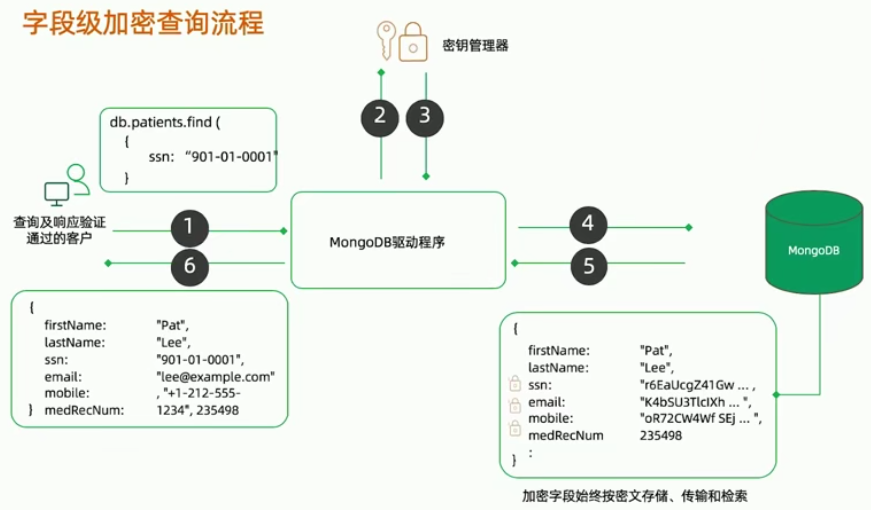 字段级加密查询流程
密钥管理器
2
3
db.patients.find (
{
ssn: “901-01-0001"
}
查询及响应验证
通过的客户
1
6
MongoDB驱动程序
4
5
MongoDB
{
firstName: "Pat",
lastName: "Lee",
ssn: "901-01-0001",
email: "lee@example.com"
mobile: , "+1-212-555-
} medRecNum: 1234", 235498
{
firstName: "Pat",
lastName: "Lee",
ssn: "r6EaUcgZ41Gw ... ,
email: "K4bSU3TlcIXh ... ",
mobile: "oR72CW4Wf SEj ... ",
medRecNum 235498
:
}
加密字段始终按密文存储、传输和检索